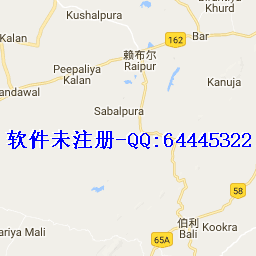 Kushalpura
Khurd
Kalan
162
Bar
赖布尔
Raipur
Peepaliya
Kalan
Kanuja
andawal
Sabalpura
软件未注册-QQ:64445322
58
伯利
Bali
Kookra
ariya Mali
65A